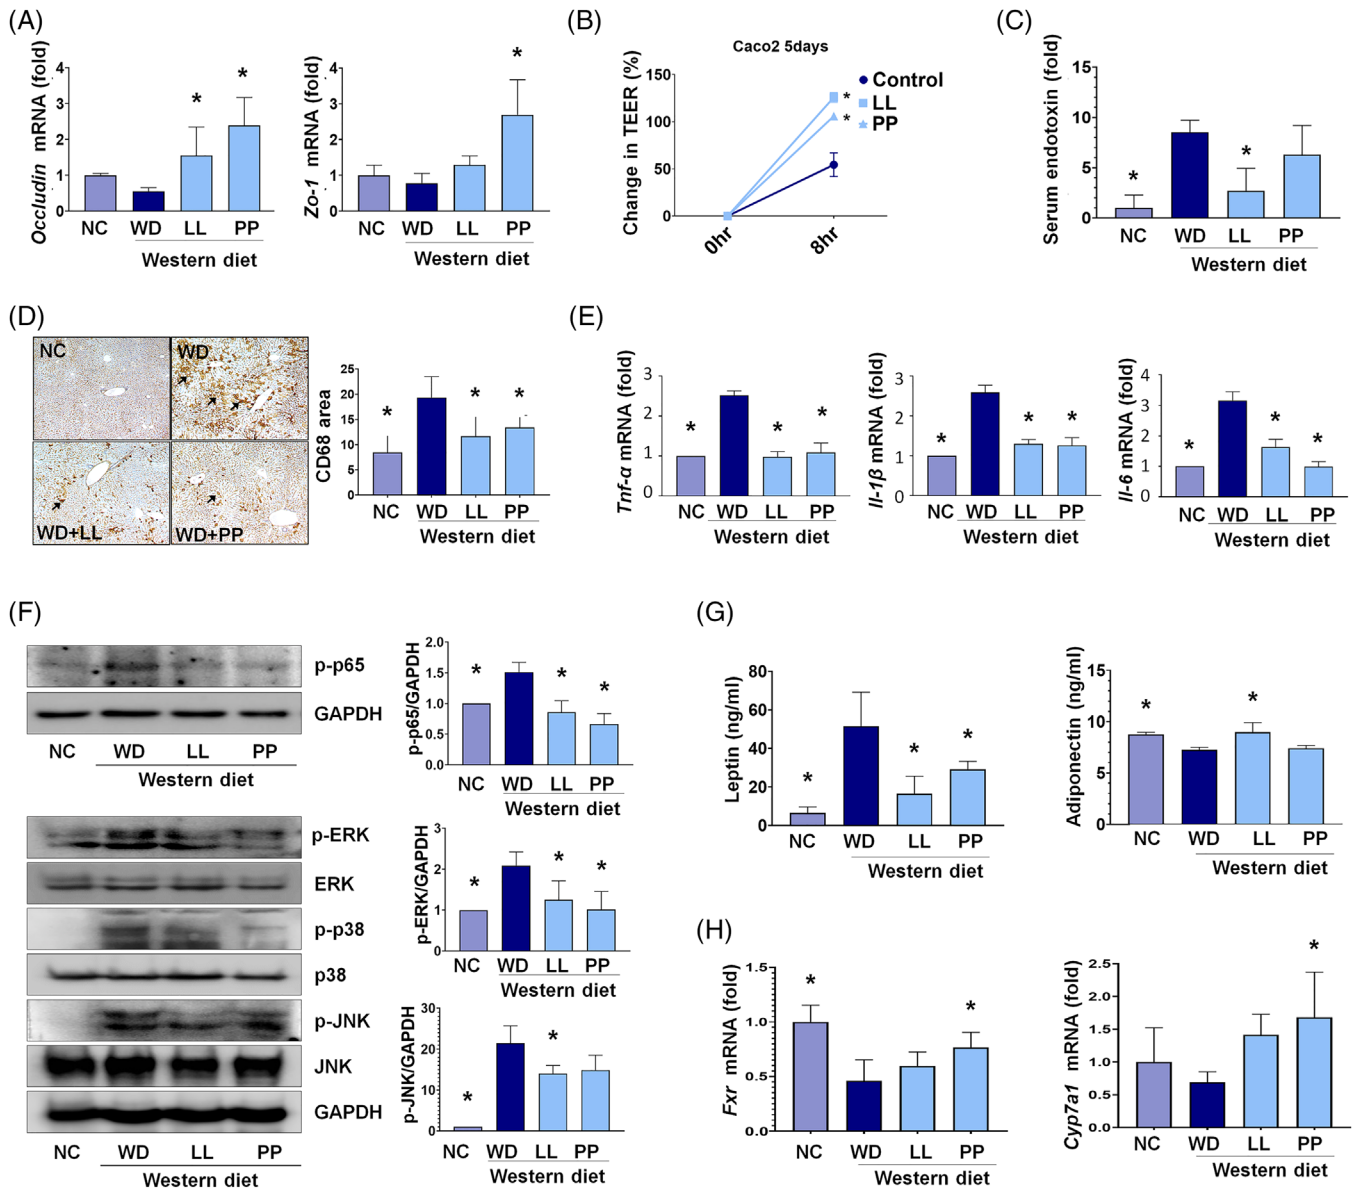 (A)
Occludin mRNA (fold)
4
3
2
1
0
*
*
NC WD LL PP
Western diet
Zo-1 mRNA (fold)
4
3
2
1
0
*
NC WD LL PP
Western diet
(B)
Caco2 5days
Change in TEER (%)
150
100
50
0
0hr
8hr
*
*
Control
LL
PP
(C)
Serum endotoxin (fold)
15
10
5
0
*
*
NC WD LL PP
Western diet
(D)
NC
WD
WD+LL
WD+PP
CD68 area
25
20
15
10
5
0
*
*
*
NC WD LL PP
Western diet
(E)
Tnf-α mRNA (fold)
3
2
1
0
*
*
*
NC WD LL PP
Western diet
Il-1β mRNA (fold)
3
2
1
0
*
*
*
NC WD LL PP
Western diet
Il-6 mRNA (fold)
4
3
2
1
0
*
*
*
NC WD LL PP
Western diet
(F)
p-p65
GAPDH
NC WD LL PP
Western diet
p-p65/GAPDH
2.0
1.5
1.0
0.5
0.0
*
*
*
NC WD LL PP
Western diet
p-ERK
ERK
p-p38
p38
p-JNK
JNK
GAPDH
NC WD LL PP
Western diet
p-ERK/GAPDH
3
2
1
0
*
*
*
NC WD LL PP
Western diet
p-JNK/GAPDH
30
20
10
0
*
*
NC WD LL PP
Western diet
(G)
Leptin (ng/ml)
80
60
40
20
0
*
*
*
NC WD LL PP
Western diet
Adiponectin (ng/ml)
15
10
5
0
*
*
NC WD LL PP
Western diet
(H)
Fxr mRNA (fold)
1.5
1.0
0.5
0.0
*
*
NC WD LL PP
Western diet
Cyp7a1 mRNA (fold)
2.5
2.0
1.5
1.0
0.5
0.0
*
NC WD LL PP
Western diet